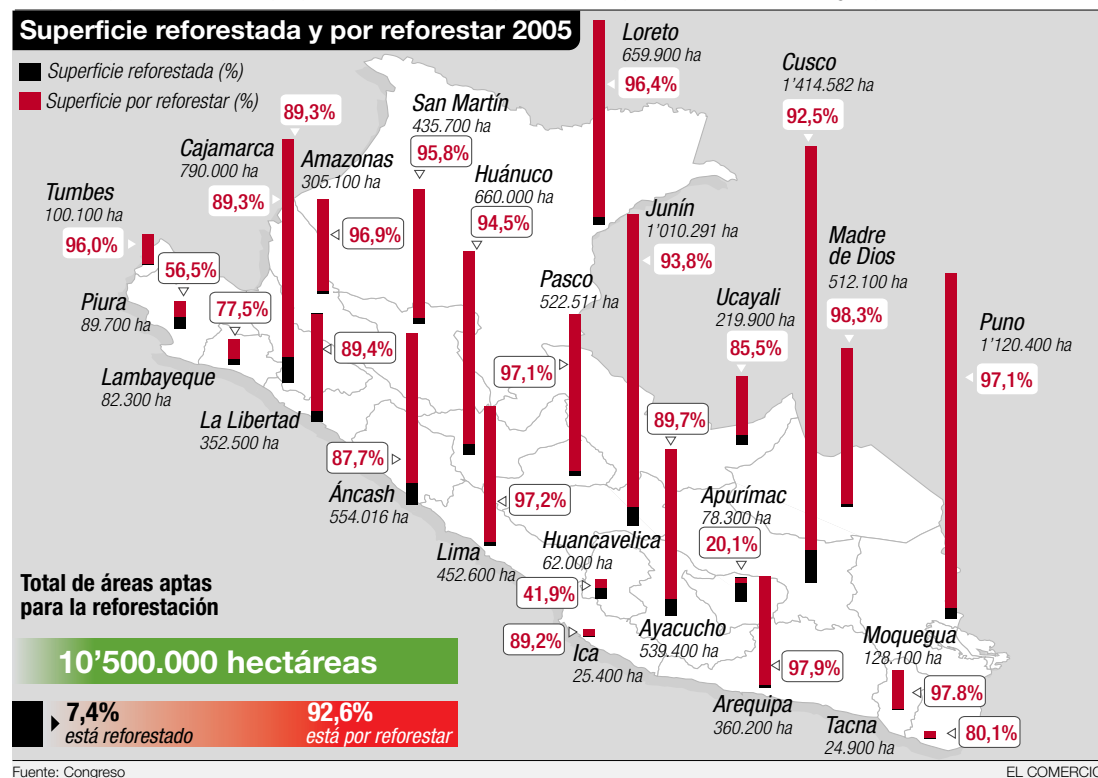 Superficie reforestada y por reforestar 2005
Superficie reforestada (%)
Superficie por reforestar (%)
Loreto
659.900 ha
96,4%
Cusco
1'414.582 ha
92,5%
San Martín
435.700 ha
95,8%
89,3%
Cajamarca
790.000 ha
89,3%
Amazonas
305.100 ha
96,9%
Huánuco
660.000 ha
94,5%
Tumbes
100.100 ha
96,0%
Junín
1'010.291 ha
93,8%
Madre
de Dios
512.100 ha
98,3%
56,5%
Piura
89.700 ha
77,5%
Pasco
522.511 ha
97,1%
Ucayali
219.900 ha
85,5%
Puno
1'120.400 ha
97,1%
Lambayeque
82.300 ha
89,4%
La Libertad
352.500 ha
89,7%
87,7%
Áncash
554.016 ha
97,2%
Lima
452.600 ha
Apurímac
78.300 ha
20,1%
Huancavelica
62.000 ha
41,9%
89,2%
Ica
25.400 ha
Ayacucho
539.400 ha
Moquegua
128.100 ha
97.8%
97,9%
Arequipa
360.200 ha
Tacna
24.900 ha
80,1%
Total de áreas aptas
para la reforestación
10'500.000 hectáreas
7,4%
está reforestado
92,6%
está por reforestar
Fuente: Congreso
EL COMERCIO